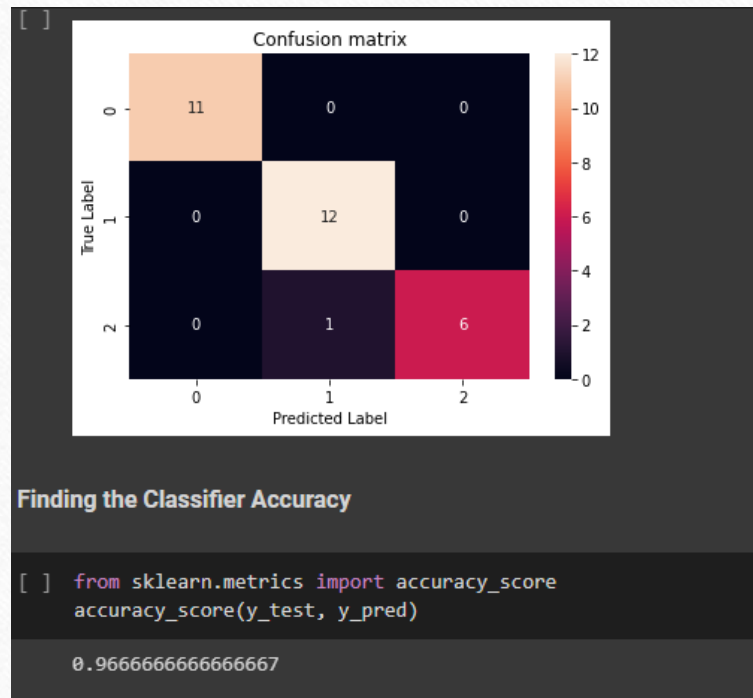 [ ]
Confusion matrix
0 11 0 0
1 0 12 0
2 0 1 6
0 1 2
True Label
Predicted Label
12
10
8
6
4
2
0
Finding the Classifier Accuracy
[ ] from sklearn.metrics import accuracy_score
accuracy_score(y_test, y_pred)
0.9666666666666667